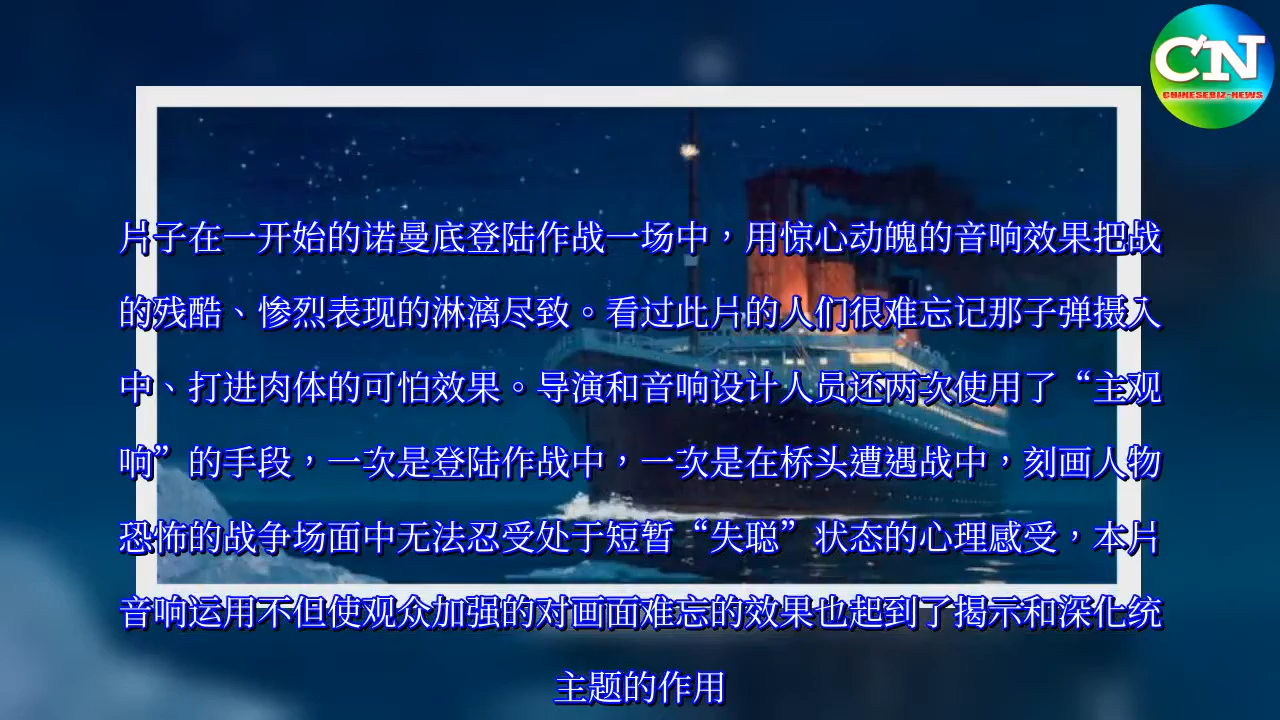 CN
CHINESEBIZ-NEWS
片子在一开始的诺曼底登陆作战一场中，用惊心动魄的音响效果把战
的残酷、惨烈表现的淋漓尽致。看过此片的人们很难忘记那子弹摄入
中、打进肉体的可怕效果。导演和音响设计人员还两次使用了“主观
响”的手段，一次是登陆作战中，一次是在桥头遭遇战中，刻画人物
恐怖的战争场面中无法忍受处于短暂“失聪”状态的心理感受，本片
音响运用不但使观众加强的对画面难忘的效果也起到了揭示和深化统
主题的作用